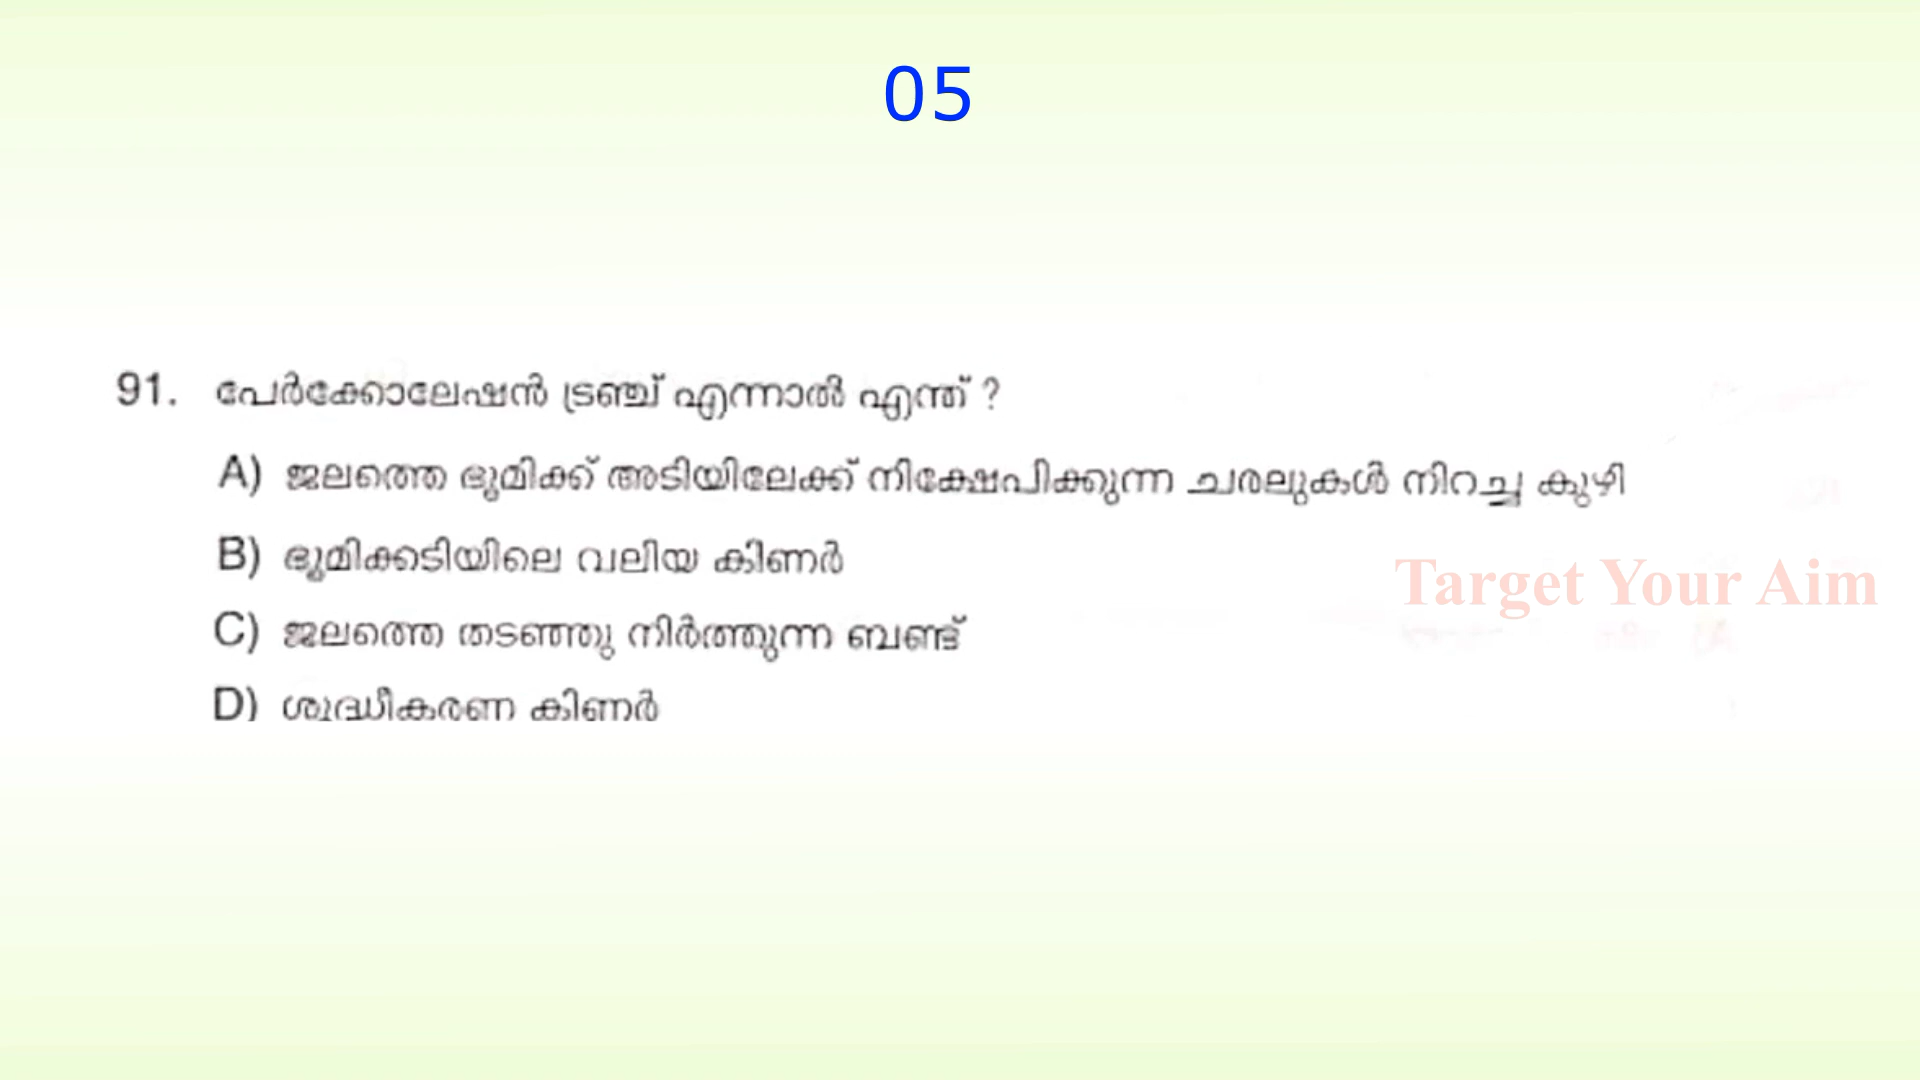 05
91. പേർക്കോലേഷൻ ട്രഞ്ച് എന്നാൽ എന്ത് ?
A) ജലത്തെ ഭൂമിക്ക് അടിയിലേക്ക് നിക്ഷേപിക്കുന്ന ചരലുകൾ നിറച്ച കുഴി
B) ഭൂമിക്കടിയിലെ വലിയ കിണർ
Target Your Aim
C) ജലത്തെ തടഞ്ഞു നിർത്തുന്ന ബണ്ട്
D) ശുദ്ധീകരണ കിണർ